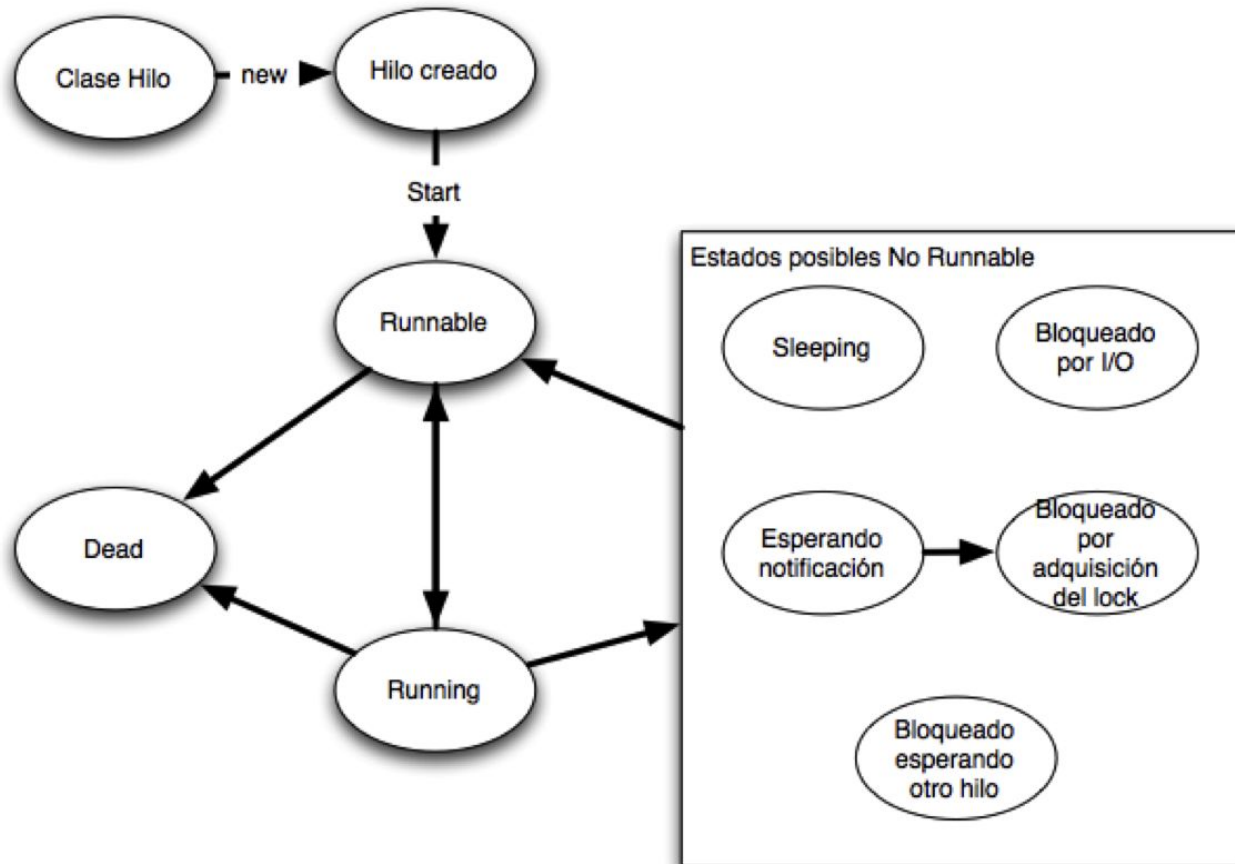 Clase Hilo
new
Hilo creado
Start
Runnable
Estados posibles No Runnable
Sleeping
Bloqueado
por I/O
Dead
Esperando
notificación
Bloqueado
por
adquisición
del lock
Running
Bloqueado
esperando
otro hilo